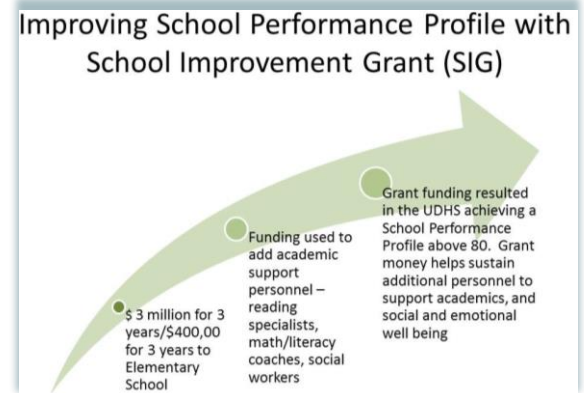 Improving School Performance Profile with
School Improvement Grant (SIG)
$ 3 million for 3
years/$400,00
for 3 years to
Elementary
School
Funding used to
add academic
support
personnel –
reading
specialists,
math/literacy
coaches, social
workers
Grant funding resulted
in the UDHS achieving a
School Performance
Profile above 80.  Grant
money helps sustain
additional personnel to
support academics, and
social and emotional
well being